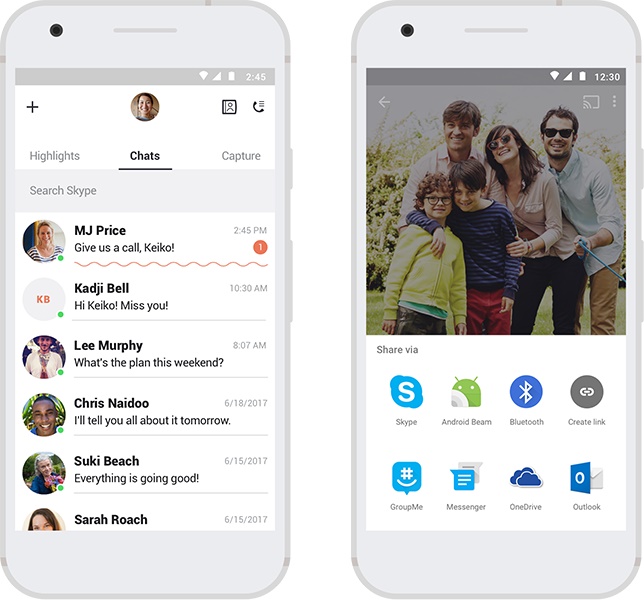 2:45
Highlights Chats Capture
Search Skype
MJ Price 2:45 PM
Give us a call, Keiko! 1
KB
Kadji Bell 10:30 AM
Hi Keiko! Miss you!
Lee Murphy 8:07 AM
What's the plan this weekend?
Chris Naidoo 6/18/2017
I'll tell you all about it tomorrow.
Suki Beach 6/15/2017
Everything is going good!
Sarah Roach 6/15/2017
12:30
Share via
S
Skype Android Beam Bluetooth Create link
#
O
GroupMe Messenger OneDrive Outlook